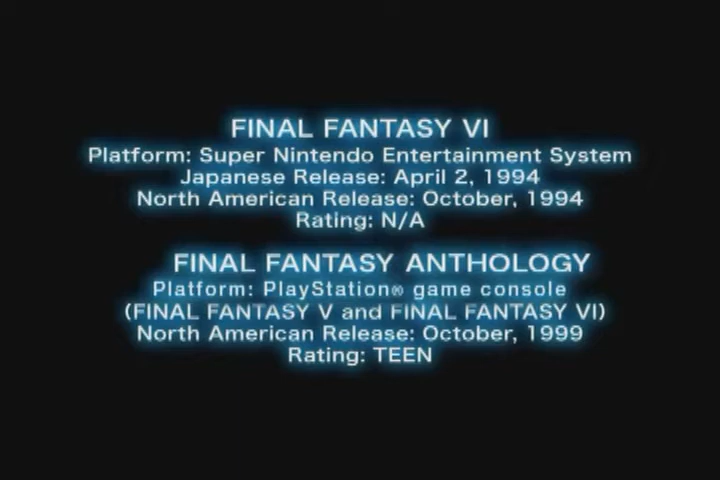 FINAL FANTASY VI
Platform: Super Nintendo Entertainment System
Japanese Release: April 2, 1994
North American Release: October, 1994
Rating: N/A
FINAL FANTASY ANTHOLOGY
Platform: PlayStation® game console
(FINAL FANTASY V and FINAL FANTASY VI)
North American Release: October, 1999
Rating: TEEN